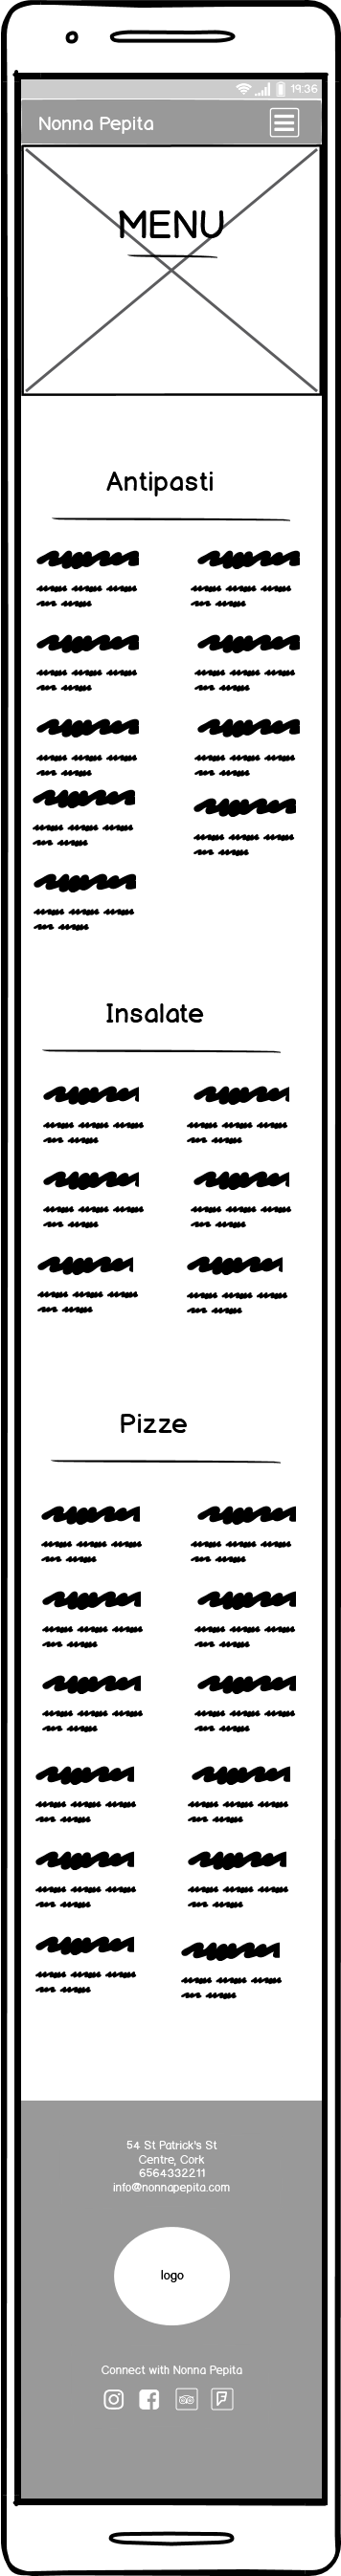 19:36
Nonna Pepita
MENU
Antipasti
Insalate
Pizze
54 St Patrick's St
Centre, Cork
6564332211
info@nonnapepita.com
logo
Connect with Nonna Pepita